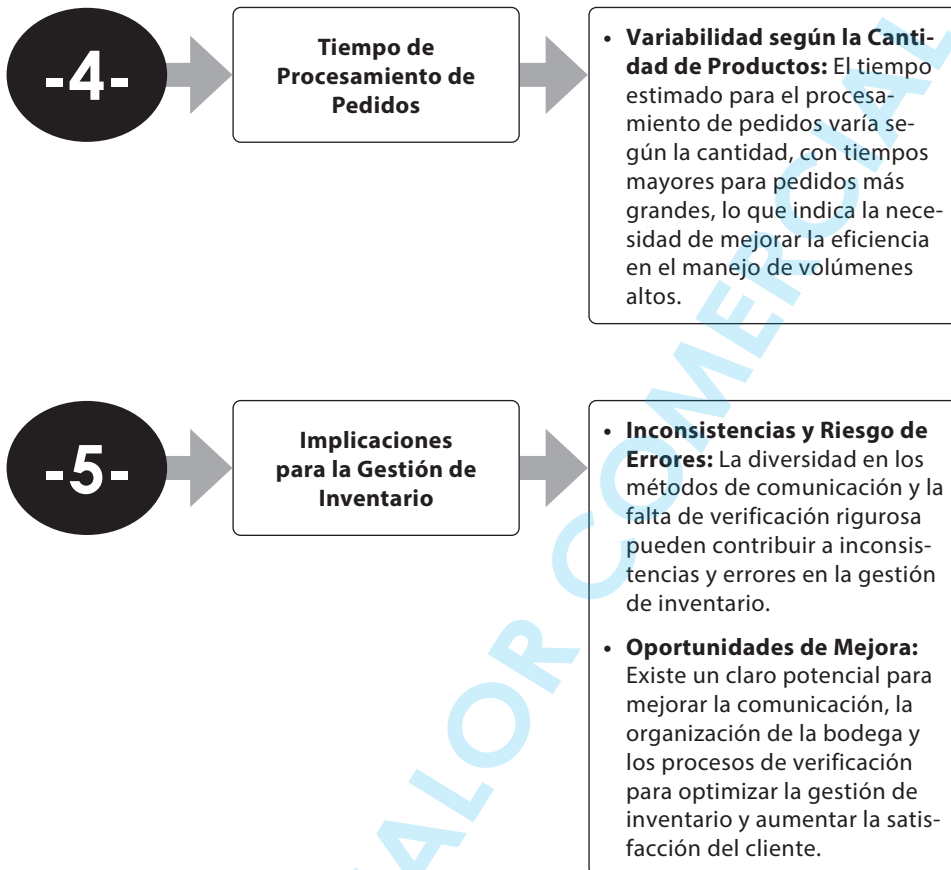 -4-
Tiempo de
Procesamiento de
Pedidos
• Variabilidad según la Canti-
dad de Productos: El tiempo
estimado para el procesa-
miento de pedidos varía se-
gún la cantidad, con tiempos
mayores para pedidos más
grandes, lo que indica la nece-
sidad de mejorar la eficiencia
en el manejo de volúmenes
altos.
-5-
Implicaciones
para la Gestión de
Inventario
• Inconsistencias y Riesgo de
Errores: La diversidad en los
métodos de comunicación y la
falta de verificación rigurosa
pueden contribuir a inconsis-
tencias y errores en la gestión
de inventario.
• Oportunidades de Mejora:
Existe un claro potencial para
mejorar la comunicación, la
organización de la bodega y
los procesos de verificación
para optimizar la gestión de
inventario y aumentar la satis-
facción del cliente.
ALOR COMERCIAL